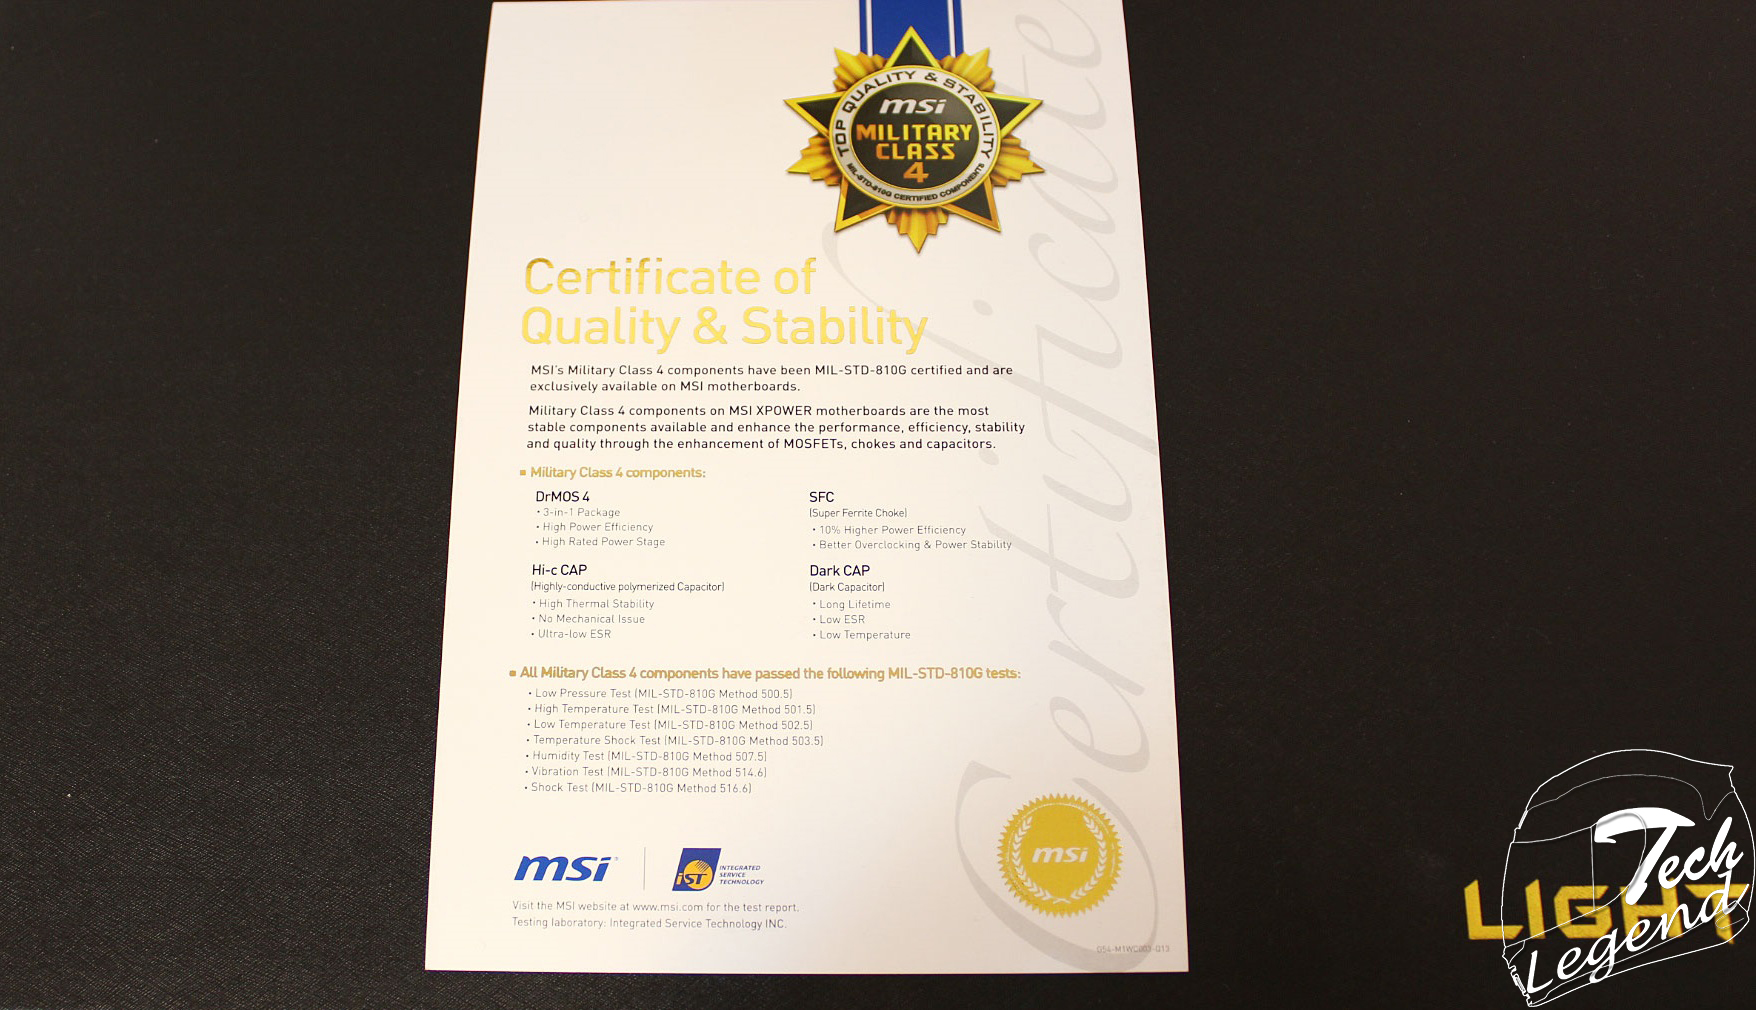 TOP QUALITY & STABILITY
msi
MILITARY
CLASS
4
MIL-STD-810G CERTIFIED COMPONENTS
Certificate
Certificate of
Quality & Stability
MSI's Military Class 4 components have been MIL-STD-810G certified and are
exclusively available on MSI motherboards.
Military Class 4 components on MSI XPOWER motherboards are the most
stable components available and enhance the performance, efficiency, stability
and quality through the enhancement of MOSFETs, chokes and capacitors.
Military Class 4 components:
DrMOS 4
• 3-in-1 Package
• High Power Efficiency
• High Rated Power Stage
SFC
(Super Ferrite Choke)
• 10% Higher Power Efficiency
• Better Overclocking & Power Stability
Hi-c CAP
(Highly-conductive polymerized Capacitor)
• High Thermal Stability
• No Mechanical Issue
• Ultra-low ESR
Dark CAP
(Dark Capacitor)
• Long Lifetime
• Low ESR
• Low Temperature
All Military Class 4 components have passed the following MIL-STD-810G tests:
• Low Pressure Test (MIL-STD-810G Method 500.5)
• High Temperature Test (MIL-STD-810G Method 501.5)
• Low Temperature Test (MIL-STD-810G Method 502.5)
• Temperature Shock Test (MIL-STD-810G Method 503.5)
• Humidity Test (MIL-STD-810G Method 507.5)
• Vibration Test (MIL-STD-810G Method 514.6)
• Shock Test (MIL-STD-810G Method 516.6)
msi
iST
INTEGRATED
SERVICE
TECHNOLOGY
msi
Visit the MSI website at www.msi.com for the test report.
Testing laboratory: Integrated Service Technology INC.
LIGHT
Tech
Legend